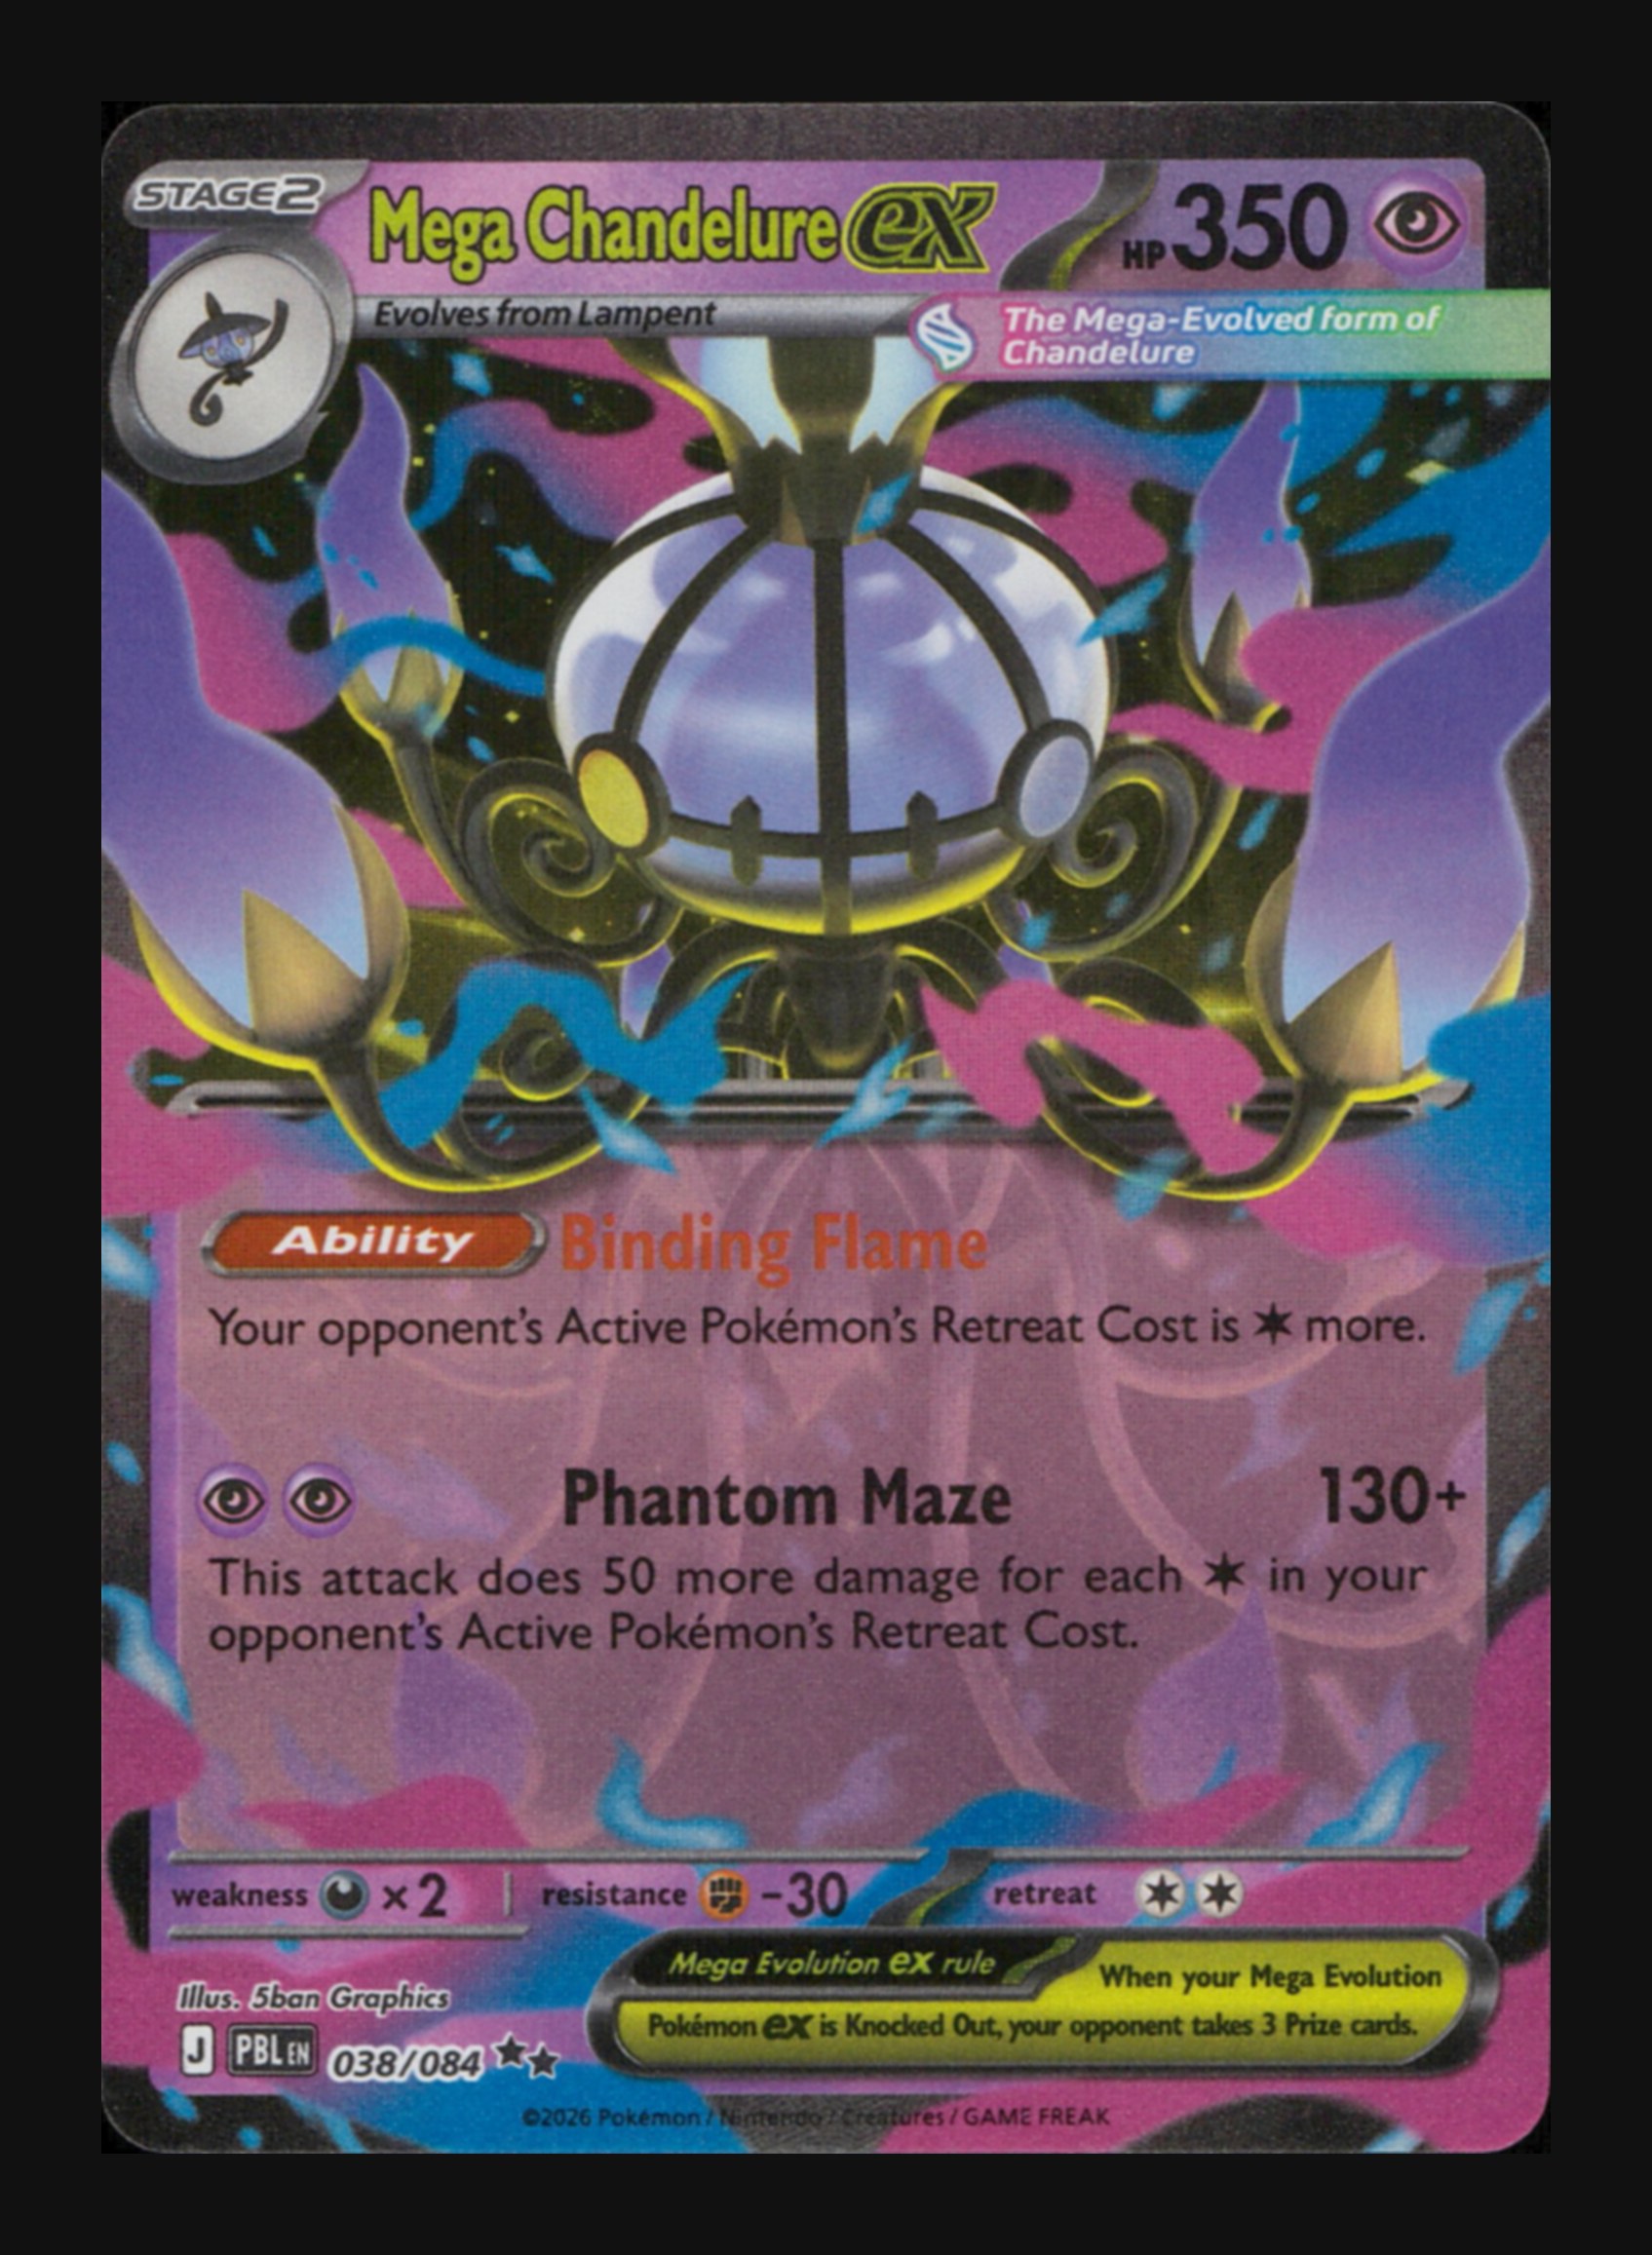 STAGE2
Mega Chandelure ex
HP 350
Evolves from Lampent
The Mega-Evolved form of
Chandelure
Ability Binding Flame
Your opponent's Active Pokémon's Retreat Cost is more.
Phantom Maze 130+
This attack does 50 more damage for each in your
opponent's Active Pokémon's Retreat Cost.
weakness ×2 resistance -30 retreat
Mega Evolution ex rule
When your Mega Evolution
Pokémon ex is Knocked Out, your opponent takes 3 Prize cards.
Illus. 5ban Graphics
J PBL EN 038/084
©2026 Pokémon / Nintendo / Creatures / GAME FREAK